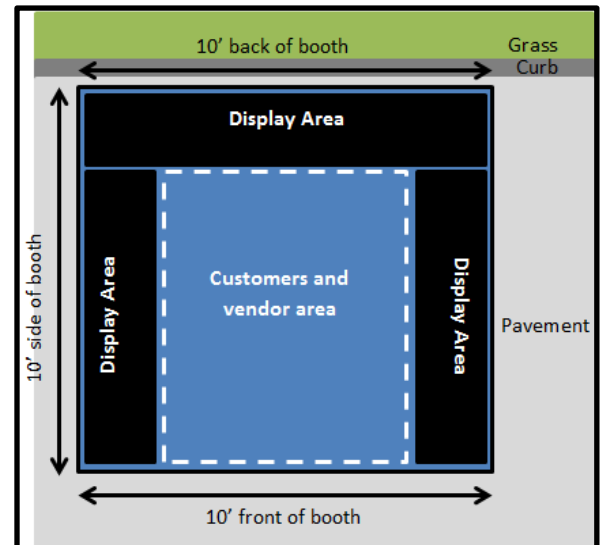 10’ back of booth
Grass
Curb
Display Area
10’ side of booth
Display Area
Customers and
vendor area
Display Area
Pavement
10’ front of booth